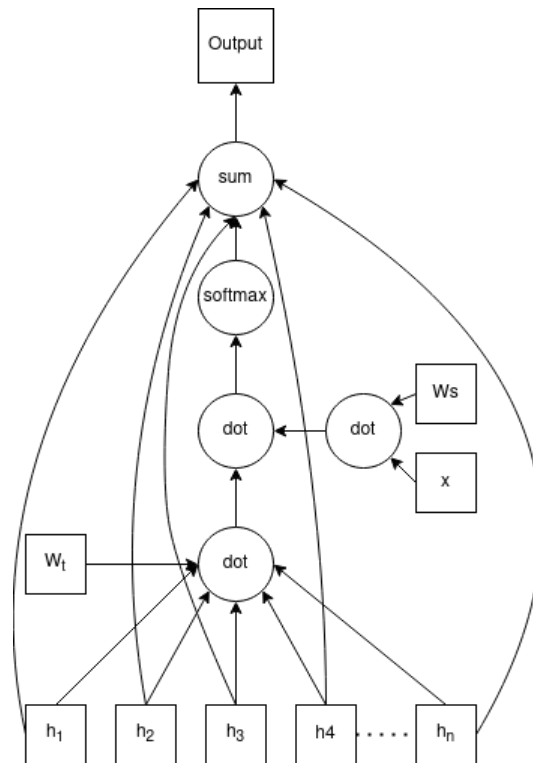 Output
sum
softmax
Ws
dot
dot
x
Wt
dot
h1
h2
h3
h4
.....
hn